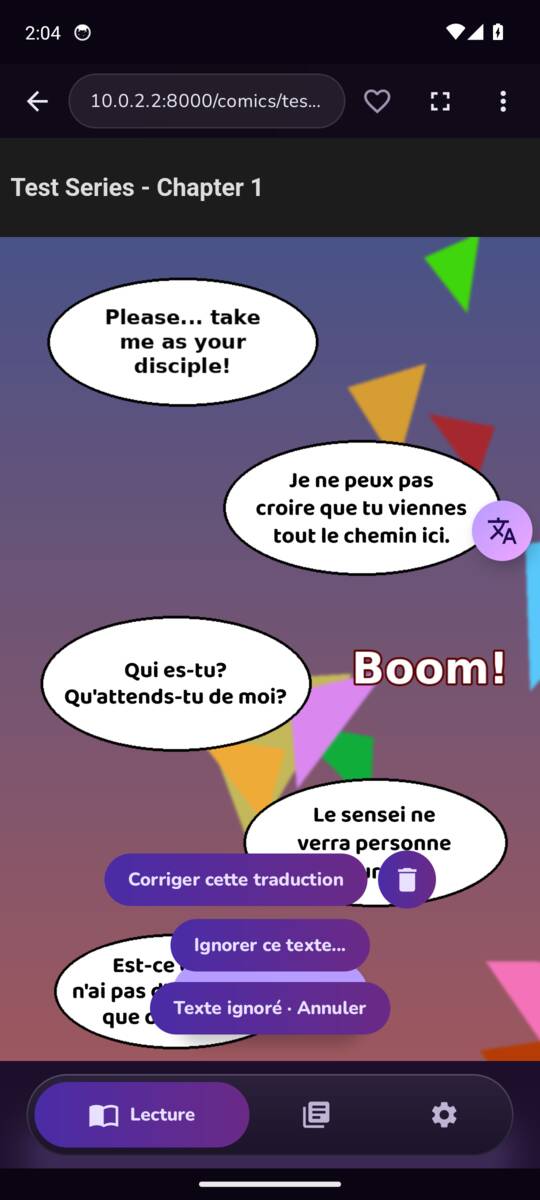 2:04
10.0.2.2:8000/comics/tes...
Test Series - Chapter 1
Please... take
me as your
disciple!
Je ne peux pas
croire que tu viennes
tout le chemin ici.
Qui es-tu?
Qu'attends-tu de moi?
Boom!
Le sensei ne
verra personne
Corriger cette traduction
Ignorer ce texte...
Est-ce
n'ai pas
que
Texte ignoré · Annuler
Lecture